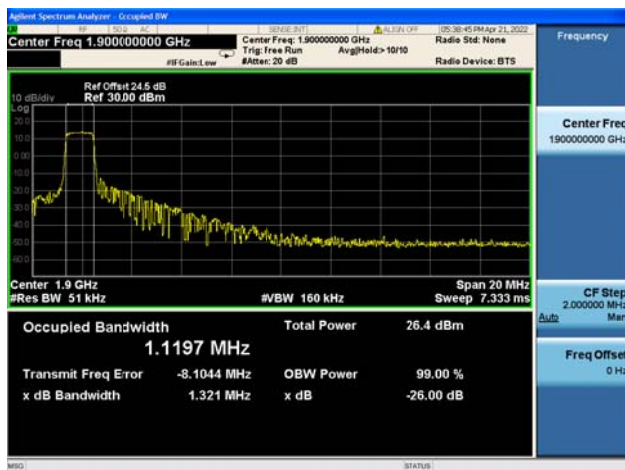 Agilent Spectrum Analyzer - Occupied BW
RF 50 Ω AC SENSE:INT ALIGN OFF 05:38:45 PM Apr 21, 2022
Center Freq 1.900000000 GHz
Center Freq: 1.900000000 GHz
Radio Std: None
Trig: Free Run Avg|Hold:> 10/10
#IFGain:Low #Atten: 20 dB
Radio Device: BTS
Ref Offset 24.5 dB
10 dB/div Ref 30.00 dBm
Log
20.0
10.0
0.00
10.0
20.0
30.0
40.0
50.0
60.0
Center 1.9 GHz Span 20 MHz
#Res BW 51 kHz #VBW 160 kHz Sweep 7.333 ms
Occupied Bandwidth Total Power 26.4 dBm
1.1197 MHz
Transmit Freq Error -8.1044 MHz OBW Power 99.00 %
x dB Bandwidth 1.321 MHz x dB -26.00 dB
MSG STATUS
Frequency
Center Freq
1.900000000 GHz
CF Step
2.000000 MHz
Auto Man
Freq Offset
0 Hz